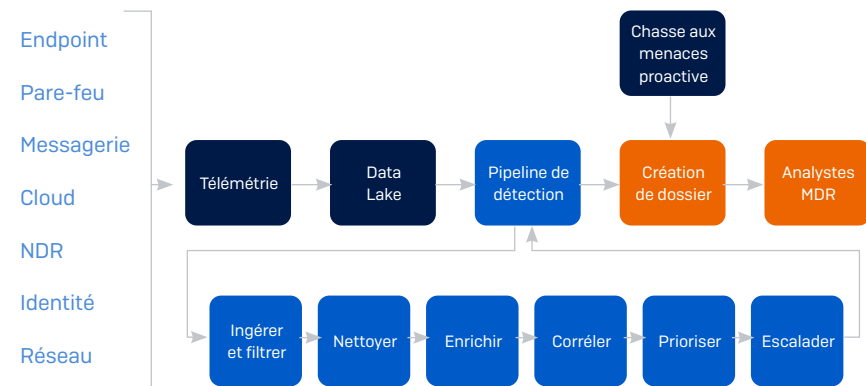 Endpoint
Pare-feu
Messagerie
Cloud
NDR
Identité
Réseau
Chasse aux
menaces
proactive
Télémétrie
Data
Lake
Pipeline de
détection
Création
de dossier
Analystes
MDR
Ingérer
et filtrer
Nettoyer
Enrichir
Corréler
Prioriser
Escalader